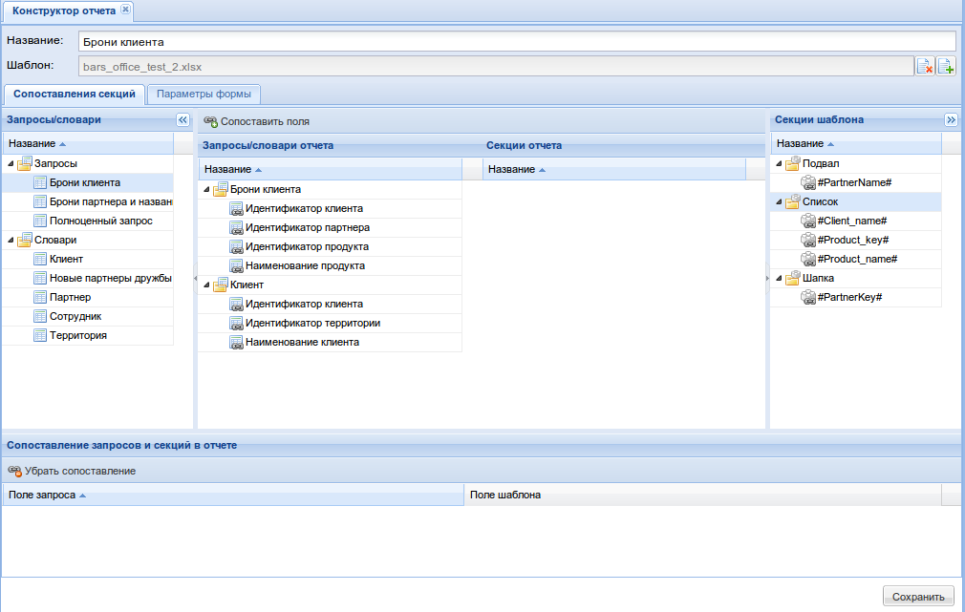 Конструктор отчета
Название: Брони клиента
Шаблон: bars_office_test_2.xlsx
Сопоставления секций Параметры формы
Запросы/словари
Название
Запросы
Брони клиента
Брони партнера и назван
Полноценный запрос
Словари
Клиент
Новые партнеры дружбы
Партнер
Сотрудник
Территория
Сопоставить поля
Запросы/словари отчета
Название
Брони клиента
Идентификатор клиента
Идентификатор партнера
Идентификатор продукта
Наименование продукта
Клиент
Идентификатор клиента
Идентификатор территории
Наименование клиента
Секции отчета
Название
Секции шаблона
Название
Подвал
#PartnerName#
Список
#Client_name#
#Product_key#
#Product_name#
Шапка
#PartnerKey#
Сопоставление запросов и секций в отчете
Убрать сопоставление
Поле запроса Поле шаблона
Сохранить